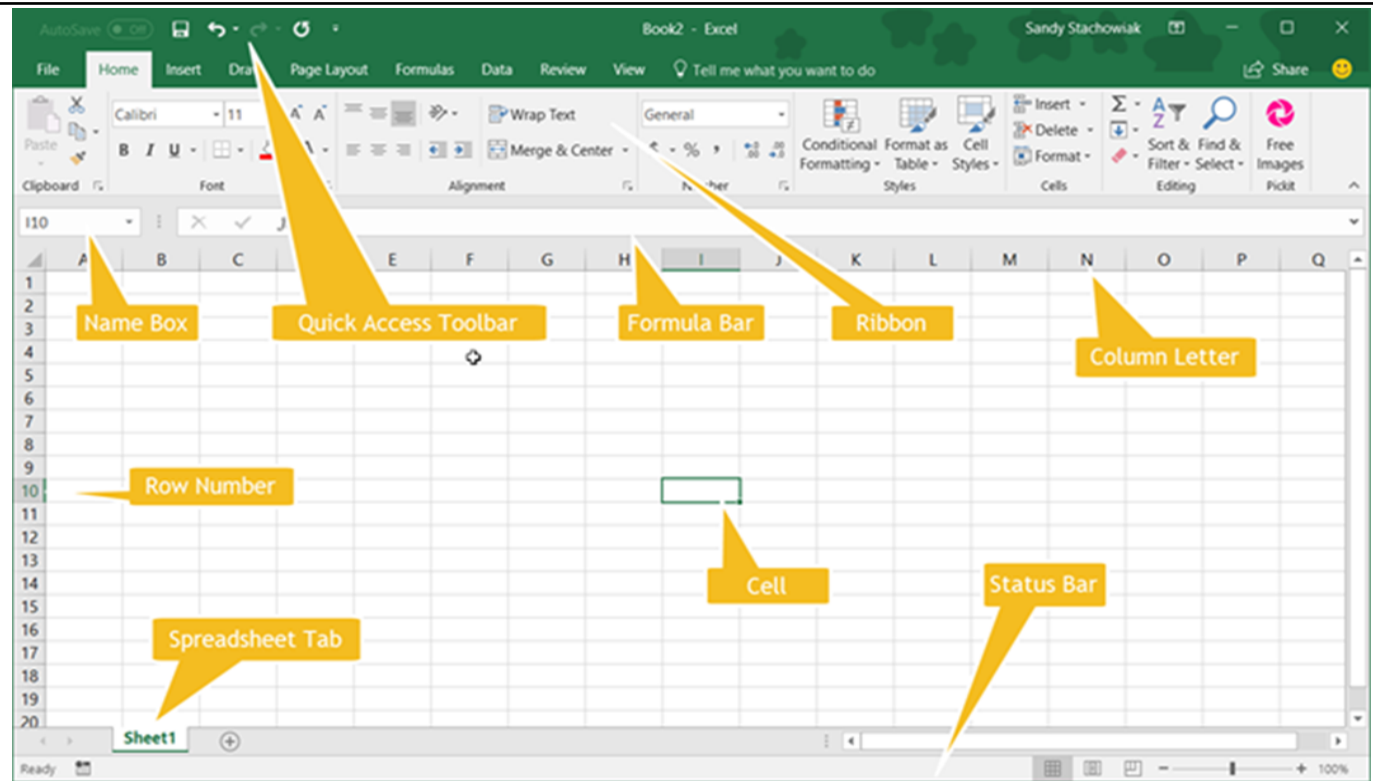 AutoSave Off Book2 - Excel Sandy Stachowiak
File Home Insert Draw Page Layout Formulas Data Review View Tell me what you want to do Share
Calibri 11 Wrap Text General Insert
Paste Delete
B I U Merge & Center $ % , Conditional Formatting Format as Table Cell Styles Format Sort & Filter Find & Select Free Images
Clipboard Font Alignment Number Styles Cells Editing Pickit
I10
A B C E F G H I J K L M N O P Q
1
2
3
4
5
6
7
8
9
10
11
12
13
14
15
16
17
18
19
20
Name Box Quick Access Toolbar Formula Bar Ribbon
Column Letter
Row Number
Cell Status Bar
Spreadsheet Tab
Sheet1
Ready 100%